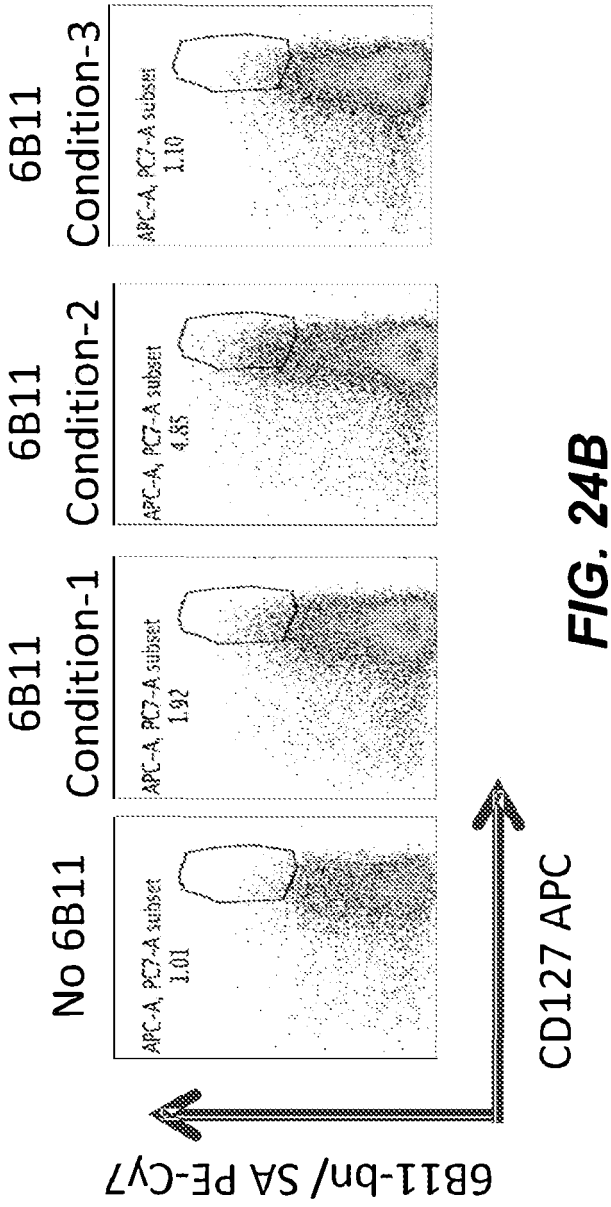 No 6B11
6B11
Condition-1
6B11
Condition-2
6B11
Condition-3
APC-A, PC7-A subset
1.01
APC-A, PC7-A subset
1.92
APC-A, PC7-A subset
4.85
APC-A, PC7-A subset
1.10
6B11-bn/ SA PE-Cy7
CD127 APC
FIG. 24B